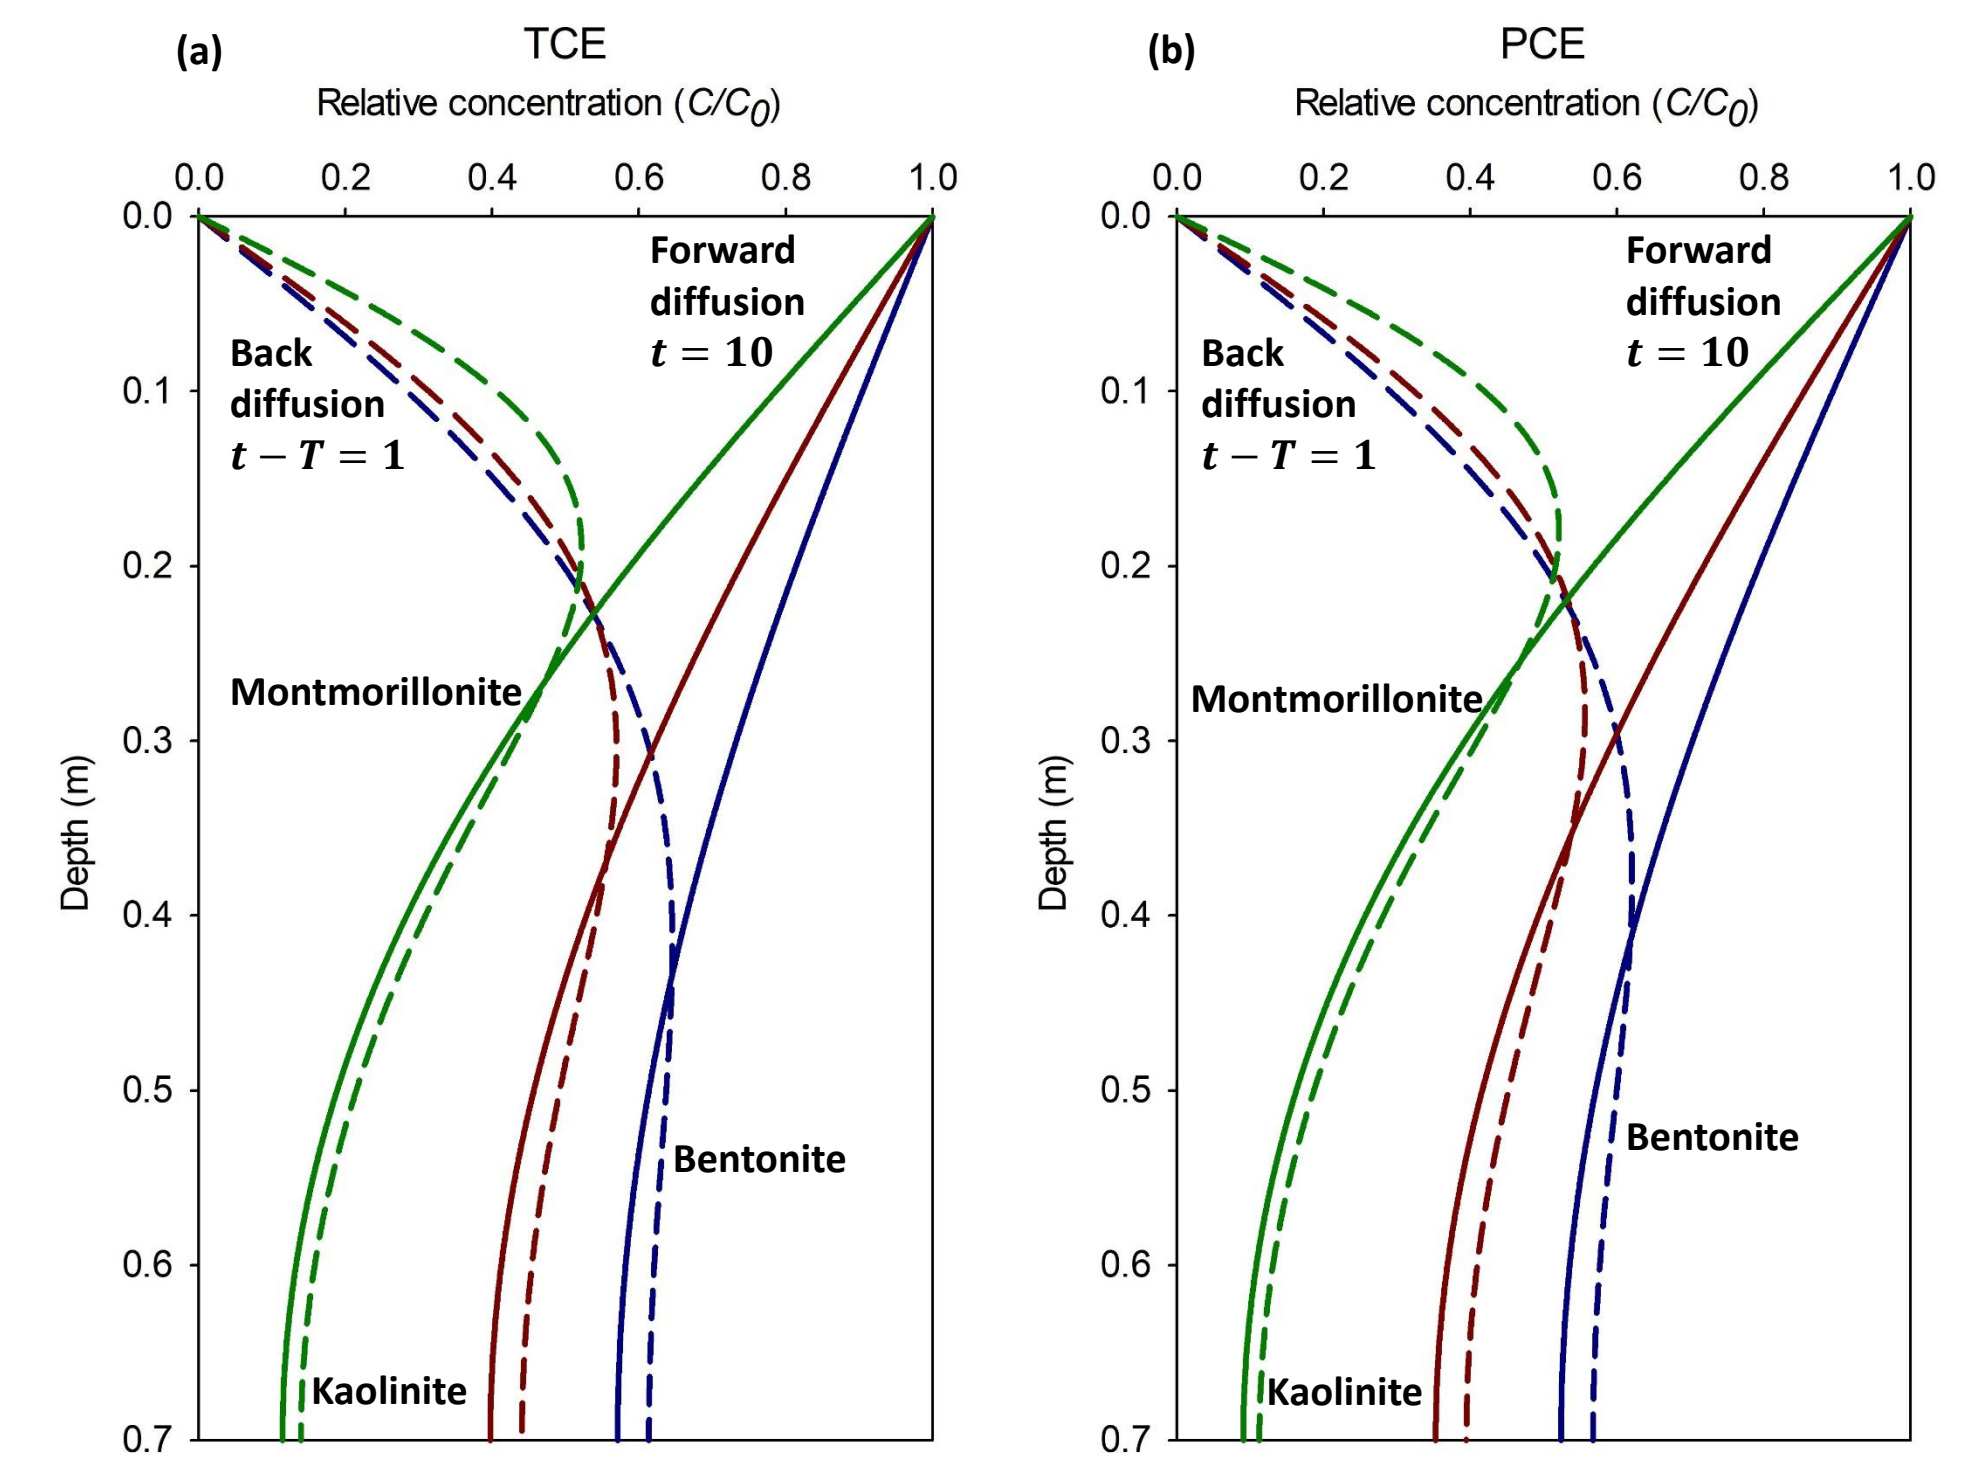 (a)
TCE
Relative concentration (C/C0)
0.0 0.2 0.4 0.6 0.8 1.0
0.0
0.1
0.2
0.3
0.4
0.5
0.6
0.7
Depth (m)
Forward
diffusion
t = 10
Back
diffusion
t − T = 1
Montmorillonite
Bentonite
Kaolinite
(b)
PCE
Relative concentration (C/C0)
0.0 0.2 0.4 0.6 0.8 1.0
0.0
0.1
0.2
0.3
0.4
0.5
0.6
0.7
Depth (m)
Forward
diffusion
t = 10
Back
diffusion
t − T = 1
Montmorillonite
Bentonite
Kaolinite